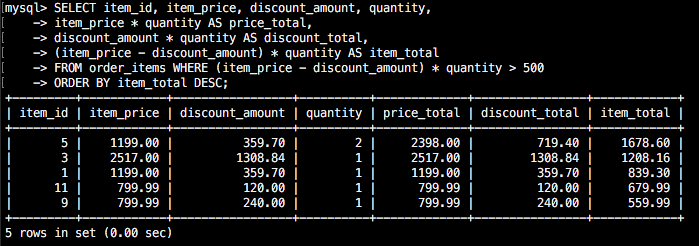 mysql> SELECT item_id, item_price, discount_amount, quantity,
    -> item_price * quantity AS price_total,
    -> discount_amount * quantity AS discount_total,
    -> (item_price - discount_amount) * quantity AS item_total
    -> FROM order_items WHERE (item_price - discount_amount) * quantity > 500
    -> ORDER BY item_total DESC;
+---------+------------+-----------------+----------+-------------+----------------+------------+
| item_id | item_price | discount_amount | quantity | price_total | discount_total | item_total |
+---------+------------+-----------------+----------+-------------+----------------+------------+
|       5 |    1199.00 |          359.70 |        2 |     2398.00 |         719.40 |    1678.60 |
|       3 |    2517.00 |         1308.84 |        1 |     2517.00 |        1308.84 |    1208.16 |
|       1 |    1199.00 |          359.70 |        1 |     1199.00 |         359.70 |     839.30 |
|      11 |     799.99 |          120.00 |        1 |      799.99 |         120.00 |     679.99 |
|       9 |     799.99 |          240.00 |        1 |      799.99 |         240.00 |     559.99 |
+---------+------------+-----------------+----------+-------------+----------------+------------+
5 rows in set (0.00 sec)